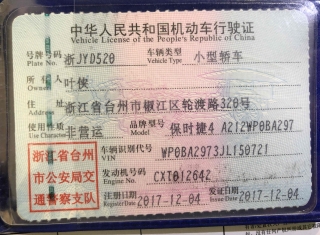 中华人民共和国机动车行驶证
Vehicle License of the People's Republic of China
号牌号码 Plate No. 浙JYD520 车辆类型 Vehicle Type 小型轿车
所有人 Owner 叶俊
住址 Address 浙江省台州市椒江区轮渡路320号
使用性质 Use Character 非营运 品牌型号 Model 保时捷4 A2I2WP0BA297
浙江省台州市公安局交通警察支队
车辆识别代号 VIN WP0BA2973JL150721
发动机号码 Engine No. CXT012642
注册日期 Register Date 2017-12-04 发证日期 Issue Date 2017-12-04